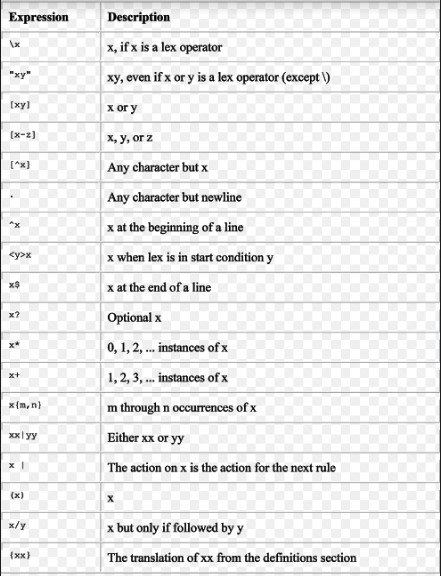 Expression Description
\x x, if x is a lex operator
"xy" xy, even if x or y is a lex operator (except \)
[xy] x or y
[x-z] x, y, or z
[^x] Any character but x
. Any character but newline
^x x at the beginning of a line
<y>x x when lex is in start condition y
x$ x at the end of a line
x? Optional x
x* 0, 1, 2, ... instances of x
x+ 1, 2, 3, ... instances of x
x{m,n} m through n occurrences of x
xx|yy Either xx or yy
x | The action on x is the action for the next rule
(x) x
x/y x but only if followed by y
{xx} The translation of xx from the definitions section